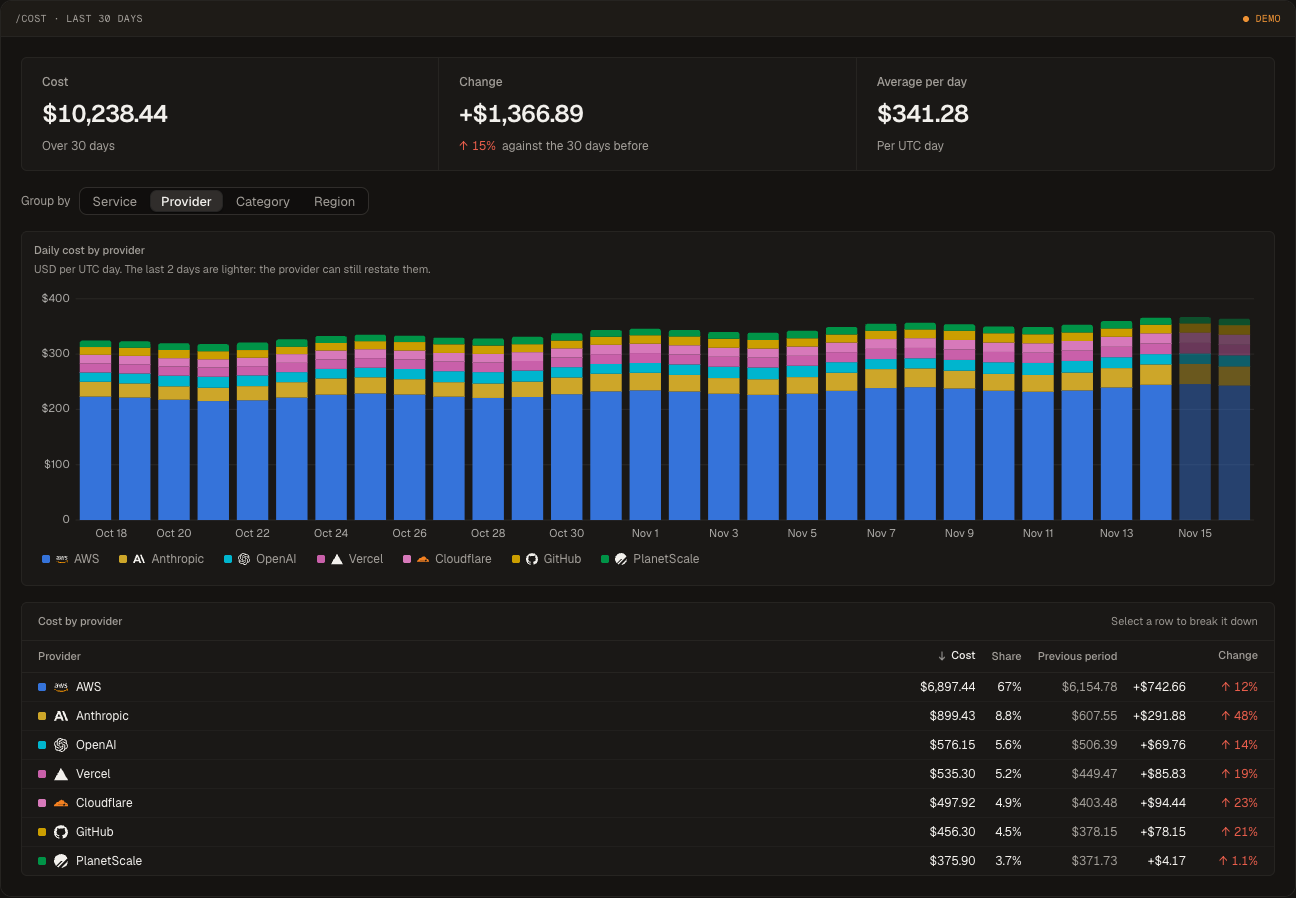 /COST · LAST 30 DAYS
DEMO
Cost
$10,238.44
Over 30 days
Change
+$1,366.89
↑ 15% against the 30 days before
Average per day
$341.28
Per UTC day
Group by Service Provider Category Region
Daily cost by provider
USD per UTC day. The last 2 days are lighter: the provider can still restate them.
$400
$300
$200
$100
0
Oct 18 Oct 20 Oct 22 Oct 24 Oct 26 Oct 28 Oct 30 Nov 1 Nov 3 Nov 5 Nov 7 Nov 9 Nov 11 Nov 13 Nov 15
aws AWS Anthropic OpenAI Vercel Cloudflare GitHub PlanetScale
Cost by provider Select a row to break it down
Provider ↓ Cost Share Previous period Change
aws AWS $6,897.44 67% $6,154.78 +$742.66 ↑ 12%
Anthropic $899.43 8.8% $607.55 +$291.88 ↑ 48%
OpenAI $576.15 5.6% $506.39 +$69.76 ↑ 14%
Vercel $535.30 5.2% $449.47 +$85.83 ↑ 19%
Cloudflare $497.92 4.9% $403.48 +$94.44 ↑ 23%
GitHub $456.30 4.5% $378.15 +$78.15 ↑ 21%
PlanetScale $375.90 3.7% $371.73 +$4.17 ↑ 1.1%